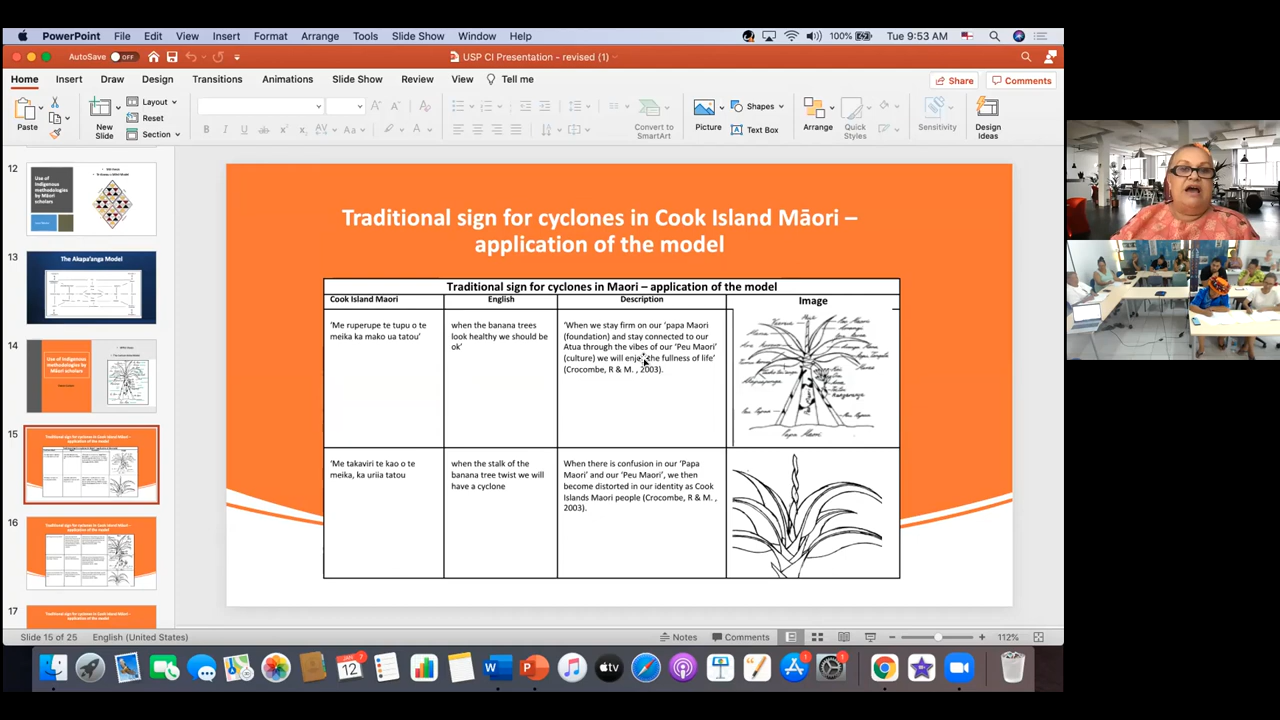 PowerPoint File Edit View Insert Format Arrange Tools Slide Show Window Help 100% Tue 9:53 AM
AutoSave OFF USP CI Presentation - revised (1)
Home Insert Draw Design Transitions Animations Slide Show Review View Tell me Share Comments
Paste
New
Slide
Layout
Reset
Section
Convert to
SmartArt
Picture
Shapes
Text Box
Arrange
Quick
Styles
Sensitivity
Design
Ideas
12
Use of
Indigenous
methodologies
by Māori
scholars
13
The Akapa'anga Model
14
15
16
17
Traditional sign for cyclones in Cook Island Māori –
application of the model
Traditional sign for cyclones in Maori – application of the model
Cook Island Maori English Description Image
'Me ruperupe te tupu o te
meika ka mako ua tatou'
when the banana trees
look healthy we should be
ok'
'When we stay firm on our 'papa Maori
(foundation) and stay connected to our
Atua through the vibes of our 'Peu Maori'
(culture) we will enjoy the fullness of life'
(Crocombe, R & M. , 2003).
Papa Maori
'Me takaviri te kao o te
meika, ka uriia tatou
when the stalk of the
banana tree twist we will
have a cyclone
When there is confusion in our 'Papa
Maori' and our 'Peu Maori', we then
become distorted in our identity as Cook
Islands Maori people (Crocombe, R & M. ,
2003).
Slide 15 of 25 English (United States) Notes Comments 112%
JAN
12